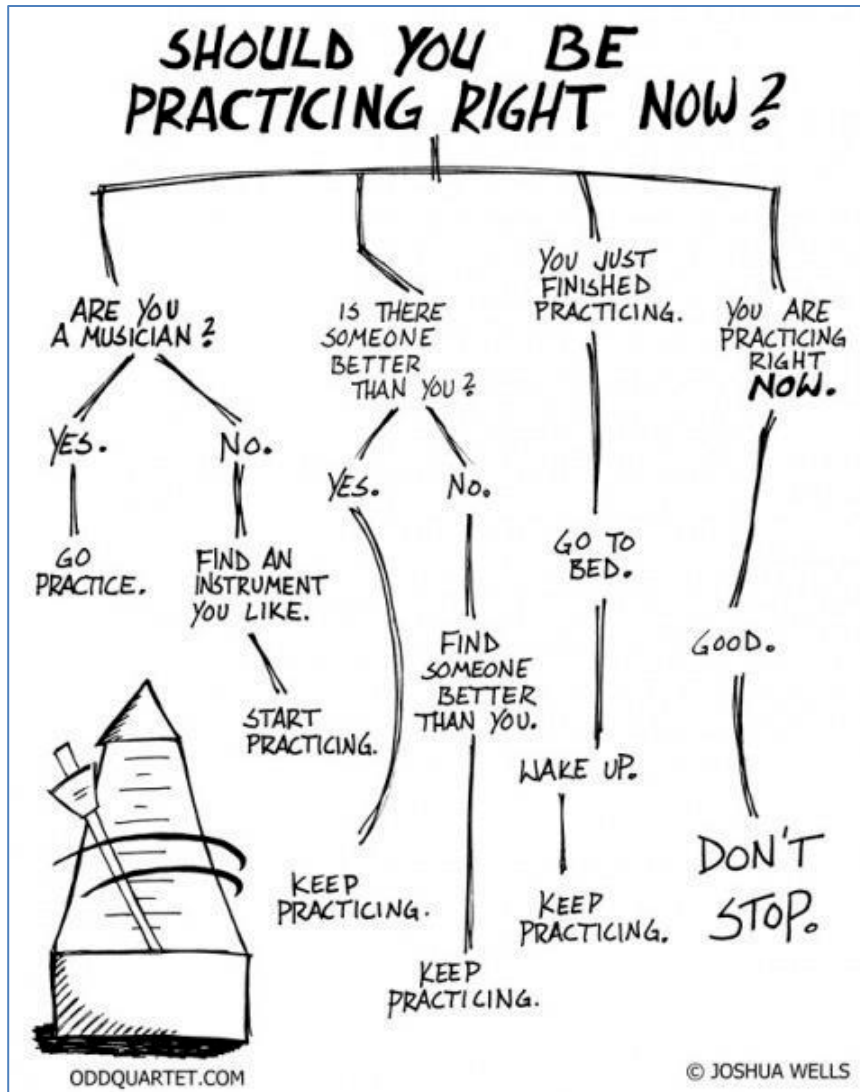 SHOULD YOU BE
PRACTICING RIGHT NOW?
ARE YOU
A MUSICIAN?
YES.
GO
PRACTICE.
NO.
FIND AN
INSTRUMENT
YOU LIKE.
START
PRACTICING.
IS THERE
SOMEONE
BETTER
THAN YOU?
YES.
KEEP
PRACTICING.
NO.
FIND
SOMEONE
BETTER
THAN YOU.
KEEP
PRACTICING.
YOU JUST
FINISHED
PRACTICING.
GO TO
BED.
WAKE UP.
KEEP
PRACTICING.
YOU ARE
PRACTICING
RIGHT
NOW.
GOOD.
DON'T
STOP.
ODDQUARTET.COM
© JOSHUA WELLS